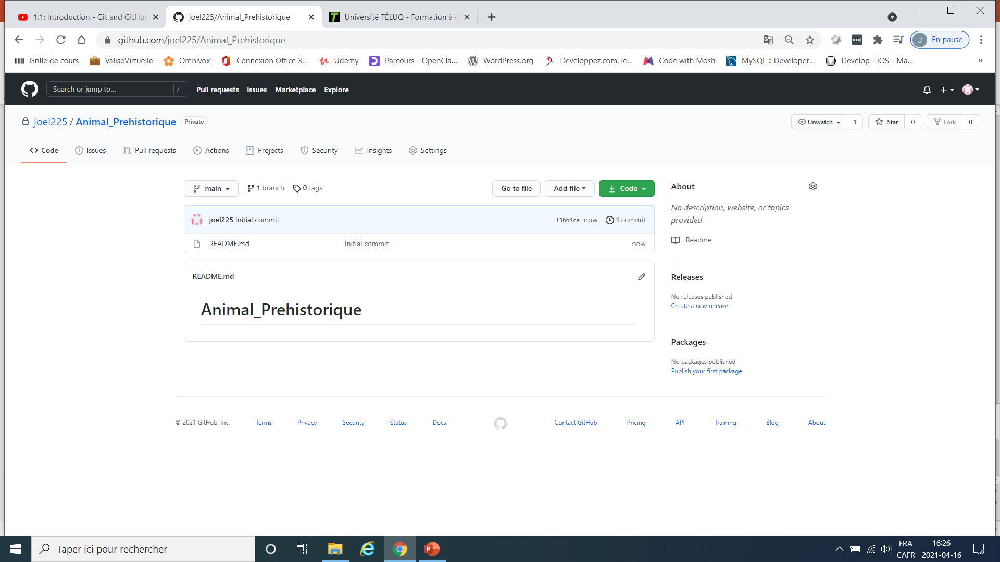 1.1: Introduction - Git and GitHub
joel225/Animal_Prehistorique
Université TÉLUQ - Formation à d
github.com/joel225/Animal_Prehistorique
J En pause
Grille de cours
ValiseVirtuelle
Omnivox
Connexion Office 3...
Udemy
Parcours - OpenCla...
WordPress.org
Developpez.com, le...
Code with Mosh
MySQL :: Developer...
Develop - iOS - Ma...
»
Search or jump to... /
Pull requests
Issues
Marketplace
Explore
joel225 / Animal_Prehistorique Private
Unwatch 1
Star 0
Fork 0
Code
Issues
Pull requests
Actions
Projects
Security
Insights
Settings
main
1 branch
0 tags
Go to file
Add file
Code
joel225 Initial commit
13bb4ce now
1 commit
README.md Initial commit now
README.md
Animal_Prehistorique
About
No description, website, or topics
provided.
Readme
Releases
No releases published
Create a new release
Packages
No packages published
Publish your first package
© 2021 GitHub, Inc.
Terms
Privacy
Security
Status
Docs
Contact GitHub
Pricing
API
Training
Blog
About
Taper ici pour rechercher
FRA
CAFR
16:26
2021-04-16